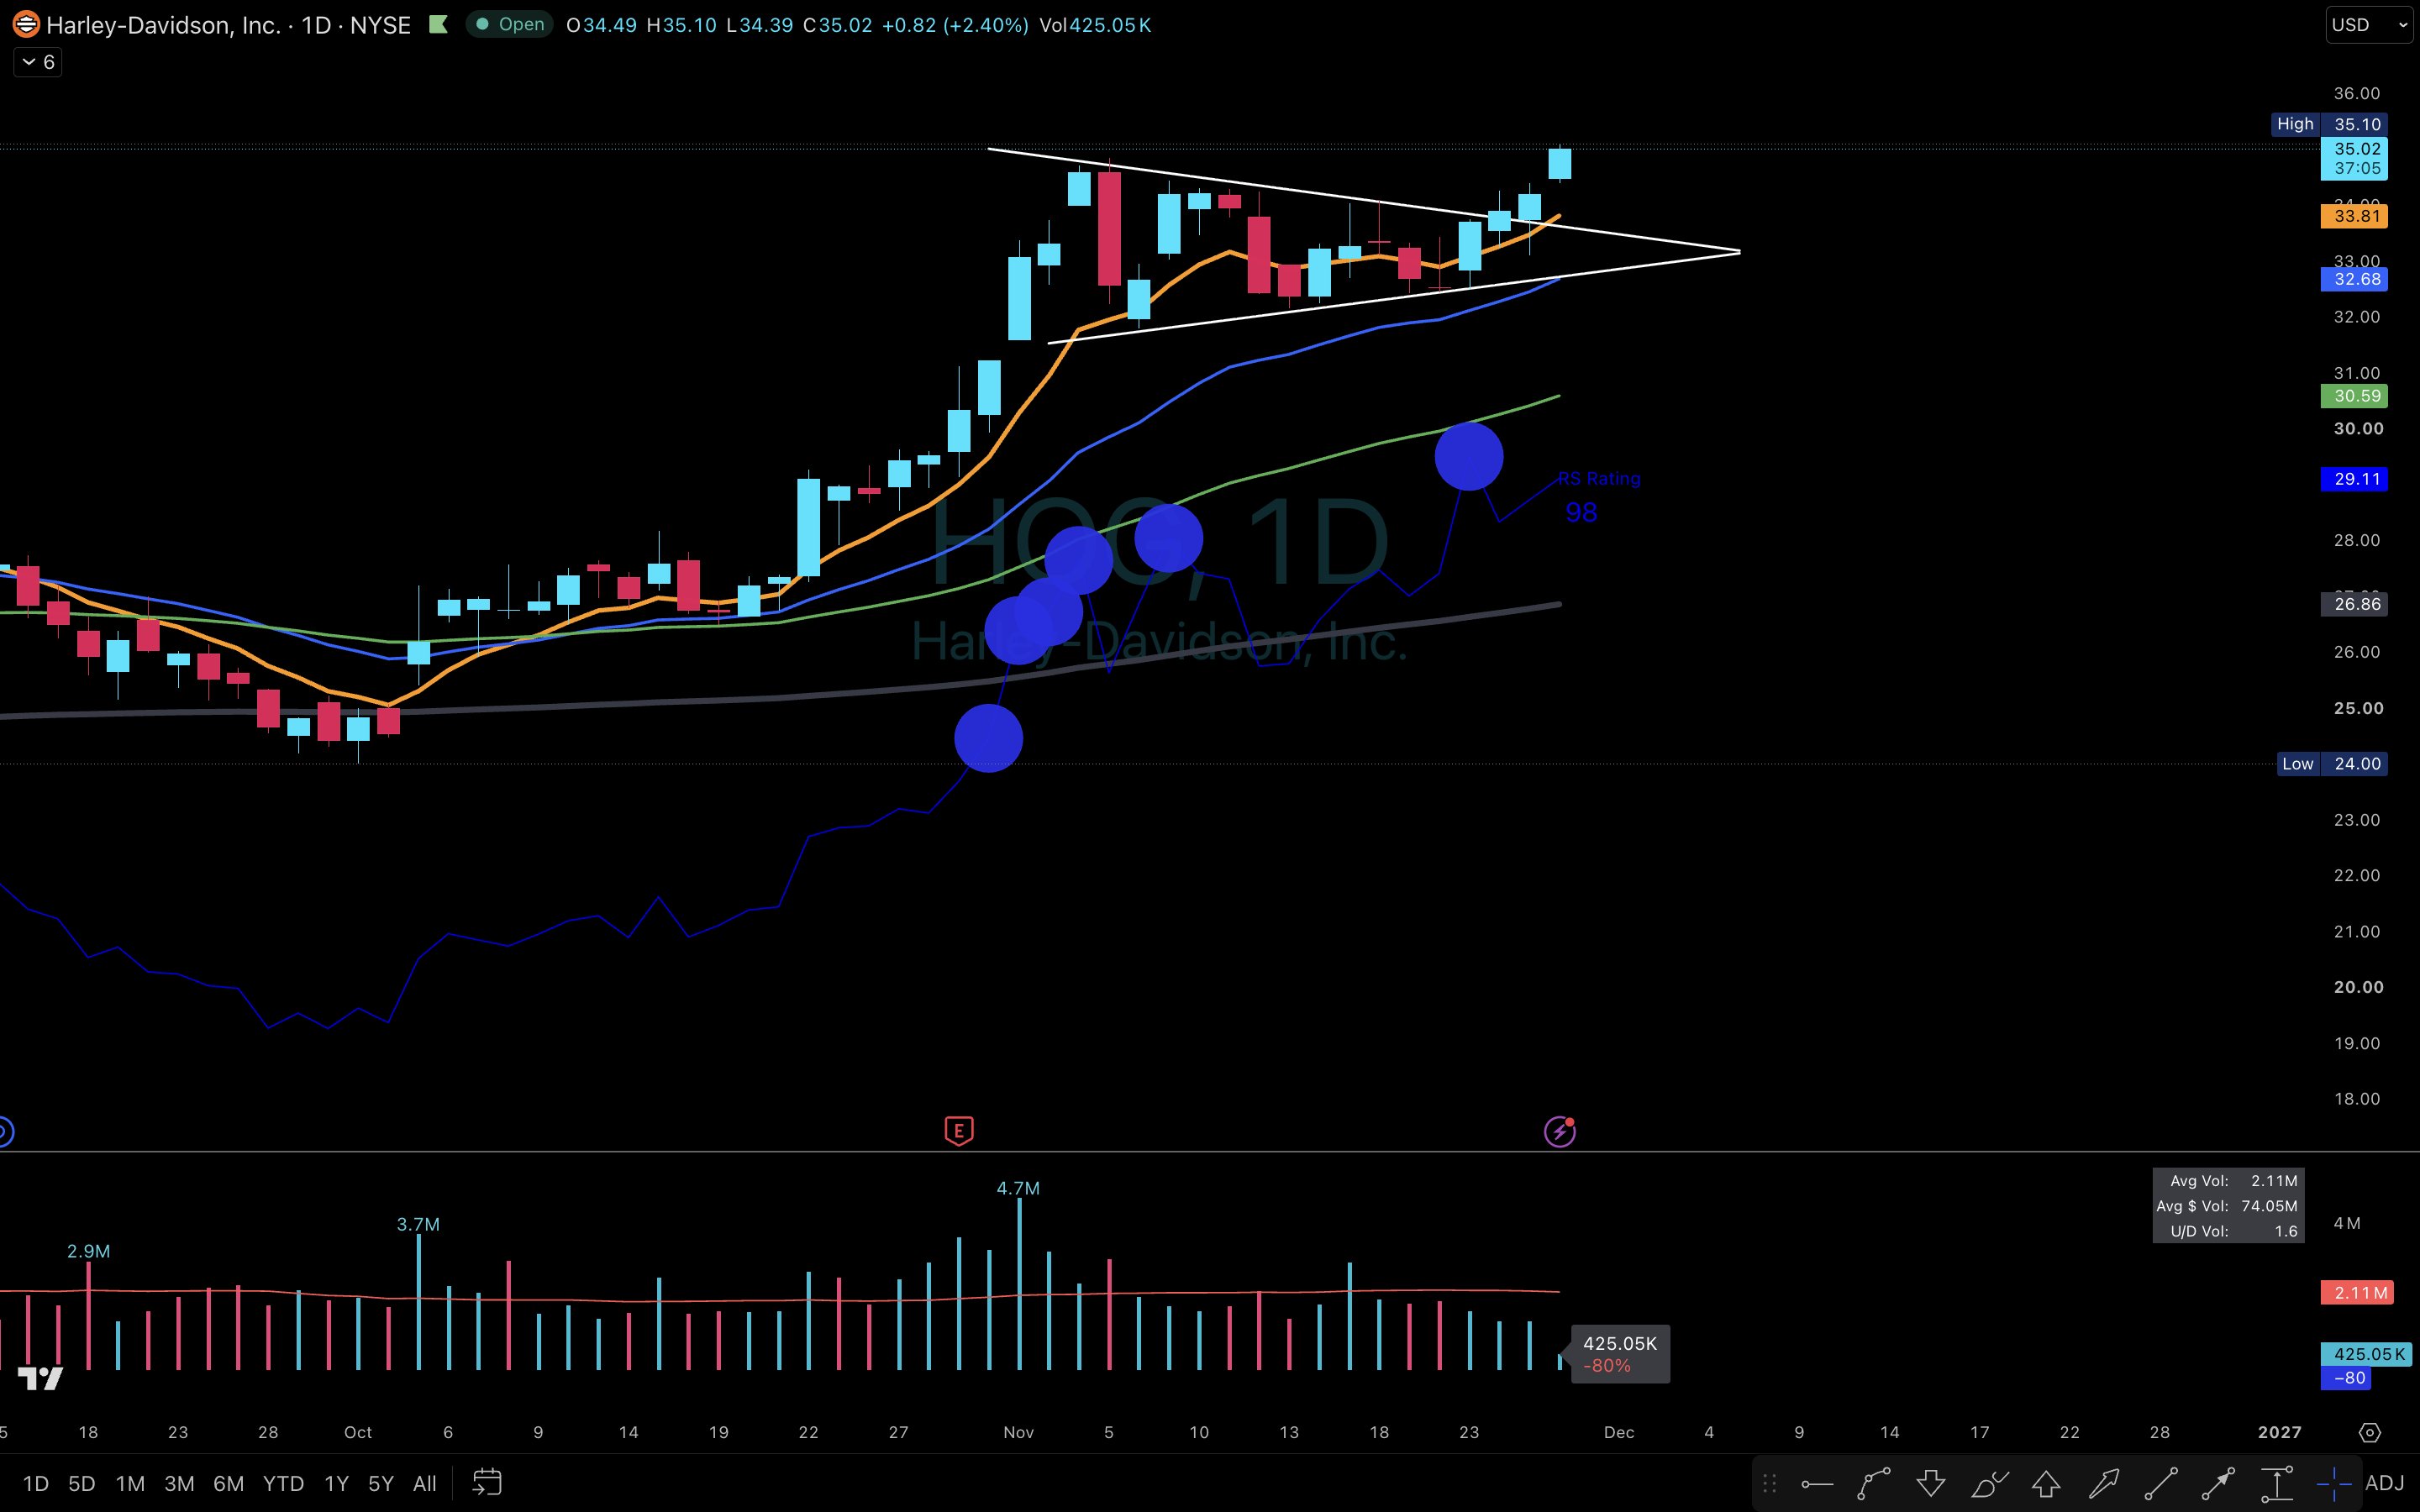 Harley-Davidson, Inc. · 1D · NYSE Open O34.49 H35.10 L34.39 C35.02 +0.82 (+2.40%) Vol425.05K
USD
6
36.00
High 35.10
35.02
37:05
34.00
33.81
33.00
32.68
32.00
31.00
30.59
30.00
RS Rating
29.11
98
HOG, 1D
28.00
26.86
Harley-Davidson, Inc.
26.00
25.00
Low 24.00
23.00
22.00
21.00
20.00
19.00
18.00
E
Avg Vol: 2.11M
Avg $ Vol: 74.05M
U/D Vol: 1.6
4.7M
3.7M
2.9M
4M
2.11M
425.05K
-80%
425.05K
−80
18 23 28 Oct 6 9 14 19 22 27 Nov 5 10 13 18 23 Dec 4 9 14 17 22 28 2027
1D 5D 1M 3M 6M YTD 1Y 5Y All
ADJ